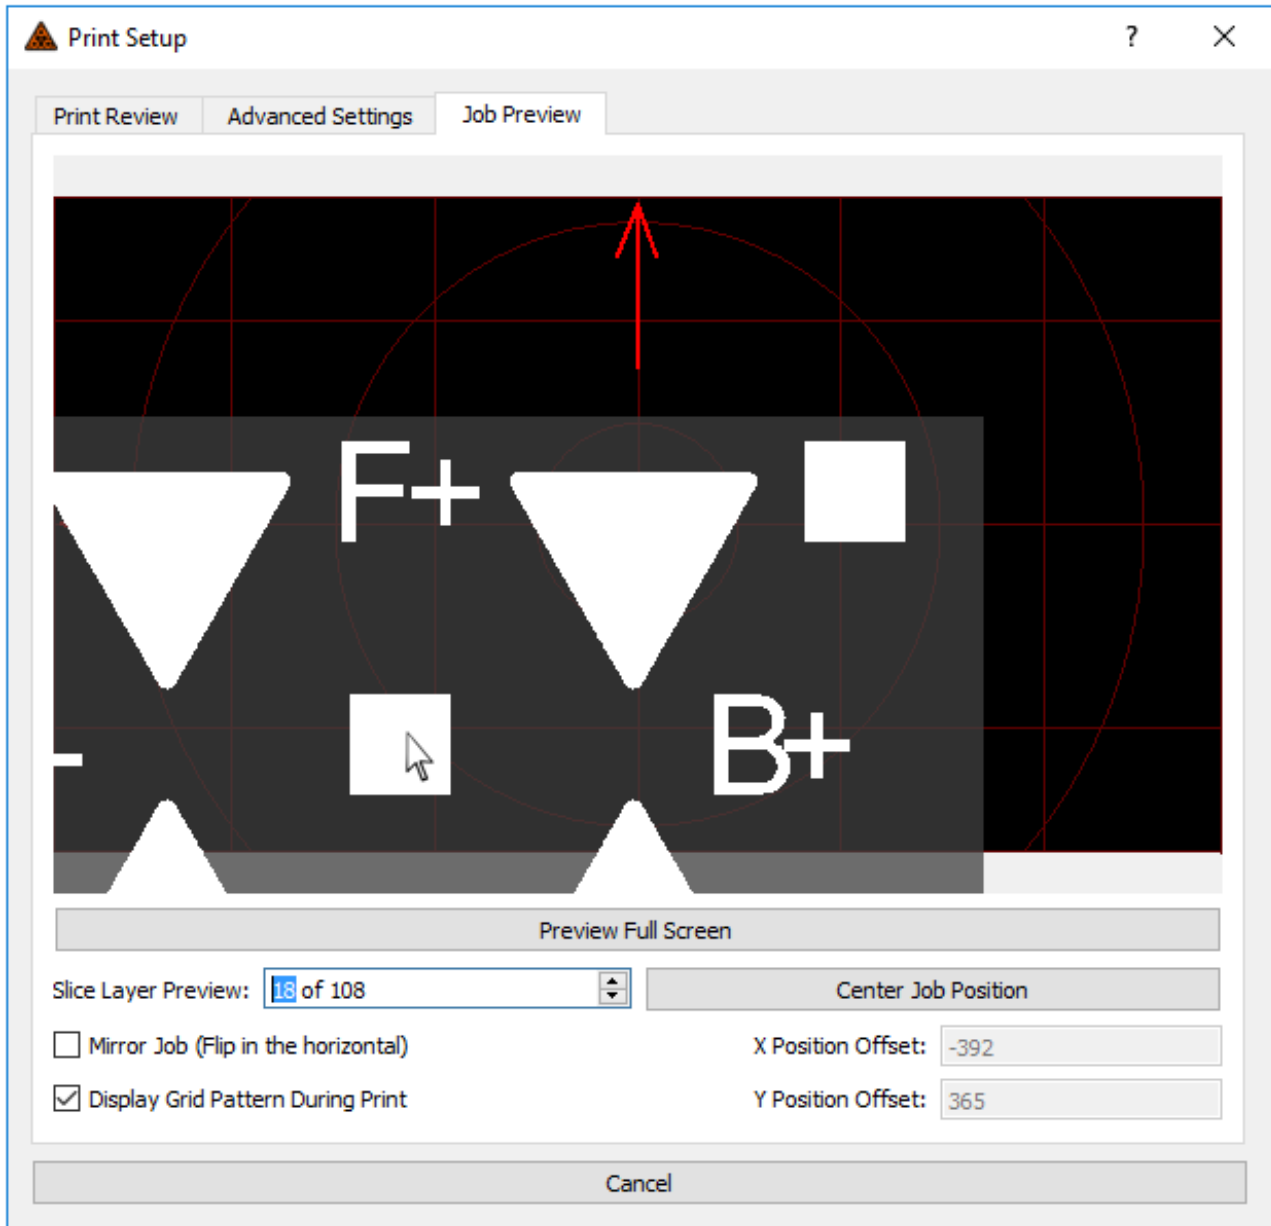 Print Setup ?
Print Review Advanced Settings Job Preview
F+
B+
Preview Full Screen
Slice Layer Preview: 18 of 108 Center Job Position
Mirror Job (Flip in the horizontal) X Position Offset: -392
Display Grid Pattern During Print Y Position Offset: 365
Cancel